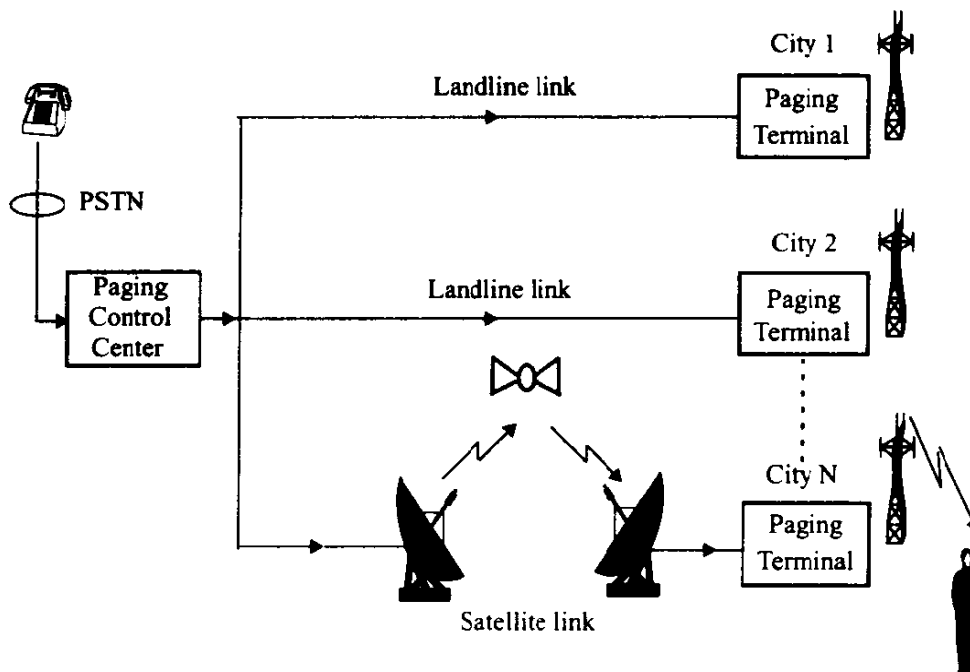 City 1
Landline link
Paging
Terminal
PSTN
City 2
Paging
Control
Center
Landline link
Paging
Terminal
City N
Paging
Terminal
Satellite link